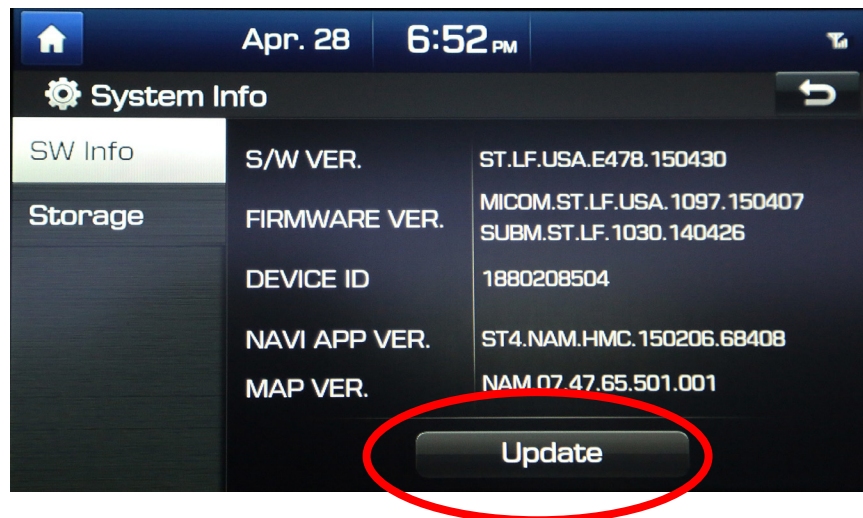 Apr. 28 6:52 PM
System Info
SW Info
Storage
S/W VER. ST.LF.USA.E478.150430
FIRMWARE VER. MICOM.ST.LF.USA.1097.150407
SUBM.ST.LF.1030.140426
DEVICE ID 1880208504
NAVI APP VER. ST4.NAM.HMC.150206.68408
MAP VER. NAM.07.47.65.501.001
Update